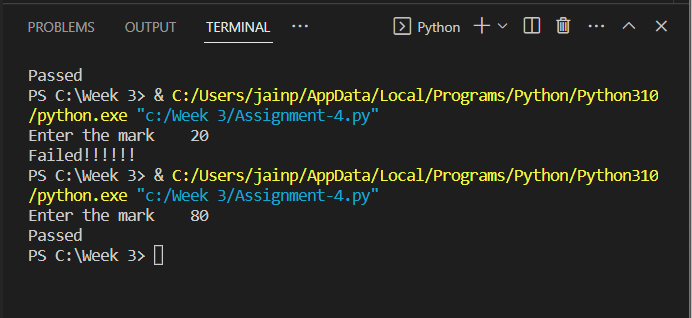 PROBLEMS OUTPUT TERMINAL ··· Python
Passed
PS C:\Week 3> & C:/Users/jainp/AppData/Local/Programs/Python/Python310
/python.exe "c:/Week 3/Assignment-4.py"
Enter the mark    20
Failed!!!!!!
PS C:\Week 3> & C:/Users/jainp/AppData/Local/Programs/Python/Python310
/python.exe "c:/Week 3/Assignment-4.py"
Enter the mark    80
Passed
PS C:\Week 3>